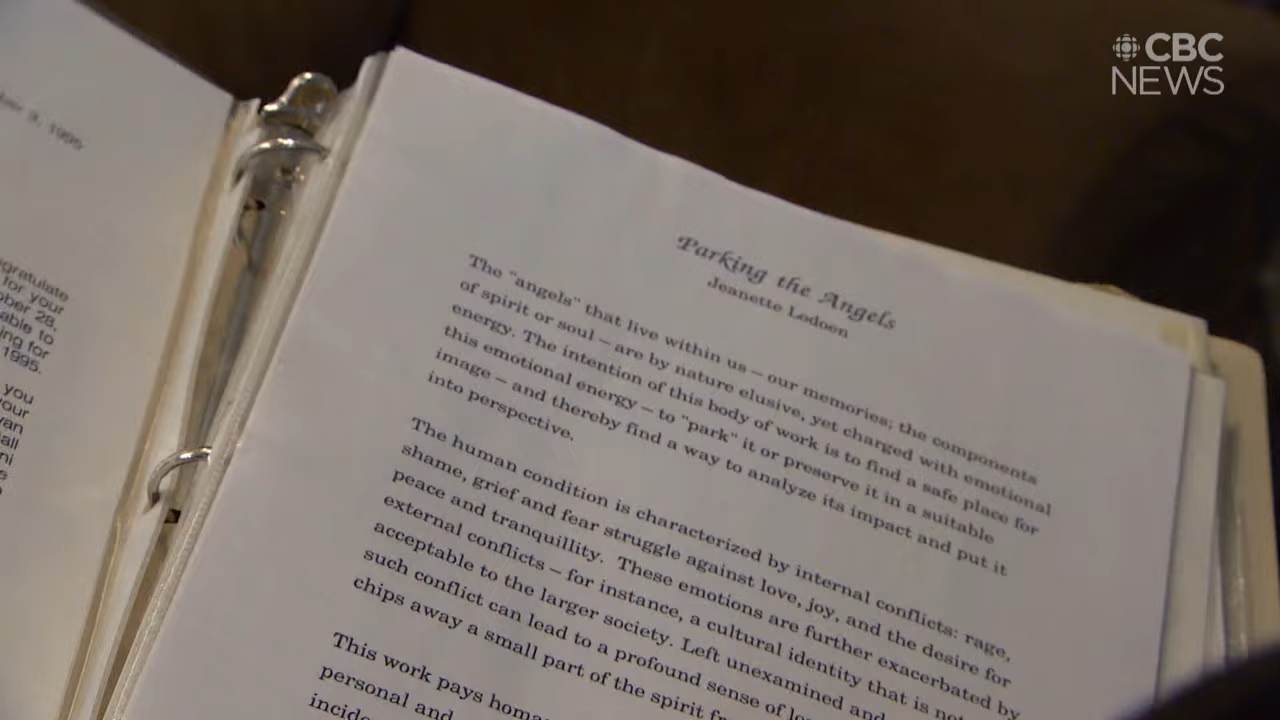 CBC
NEWS
3, 1995
for your
ober 28,
able to
ing for
1995.
you
your
Parking the Angels
Jeanette Lodoen
The "angels" that live within us – our memories; the components
of spirit or soul – are by nature elusive, yet charged with emotional
energy. The intention of this body of work is to find a safe place for
this emotional energy – to "park" it or preserve it in a suitable
image – and thereby find a way to analyze its impact and put it
into perspective.
The human condition is characterized by internal conflicts: rage,
shame, grief and fear struggle against love, joy, and the desire for
peace and tranquillity. These emotions are further exacerbated by
external conflicts – for instance, a cultural identity that is not
acceptable to the larger society. Left unexamined and
such conflict can lead to a profound sense of
chips away a small part of the spirit
This work pays
personal and